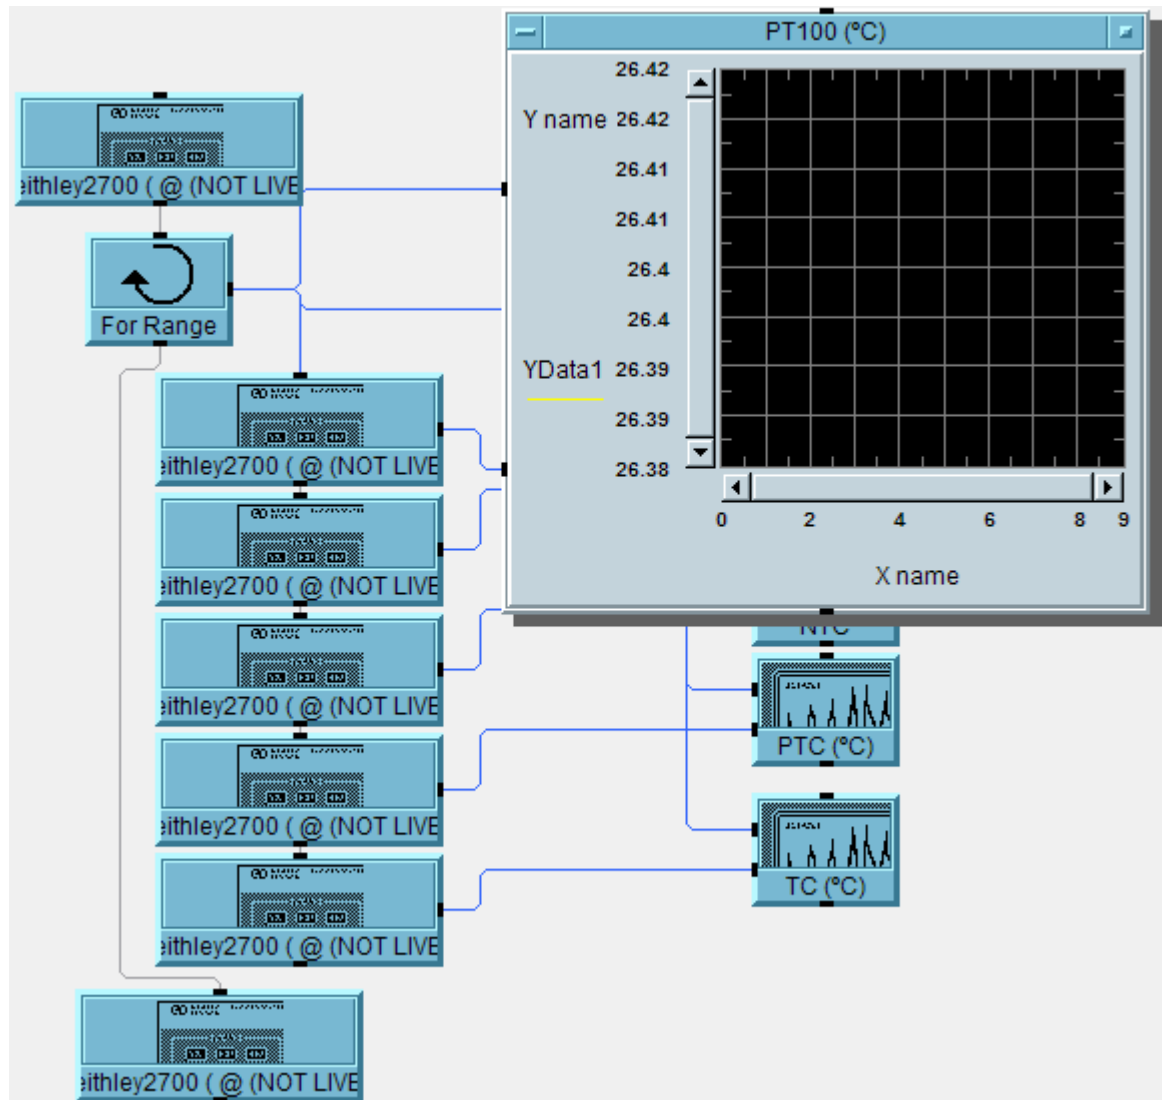 PT100 (ºC)
26.42
Y name 26.42
26.41
26.41
26.4
26.4
YData1 26.39
26.39
26.38
0 2 4 6 8 9
X name
eithley2700 ( @ (NOT LIVE
For Range
eithley2700 ( @ (NOT LIVE
eithley2700 ( @ (NOT LIVE
eithley2700 ( @ (NOT LIVE
eithley2700 ( @ (NOT LIVE
eithley2700 ( @ (NOT LIVE
eithley2700 ( @ (NOT LIVE
NTC
PTC (ºC)
TC (ºC)